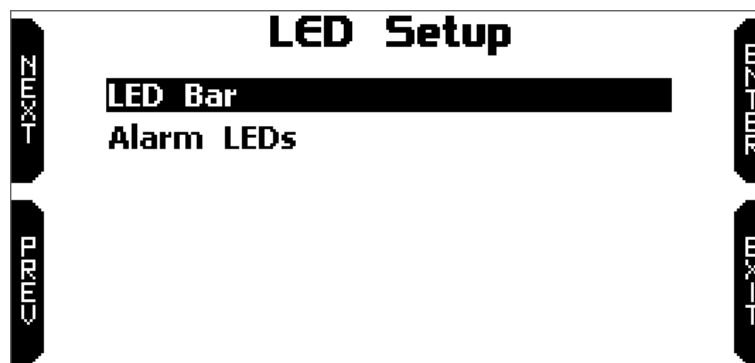 LED Setup
NEXT
ENTER
LED Bar
Alarm LEDs
PREV
EXIT